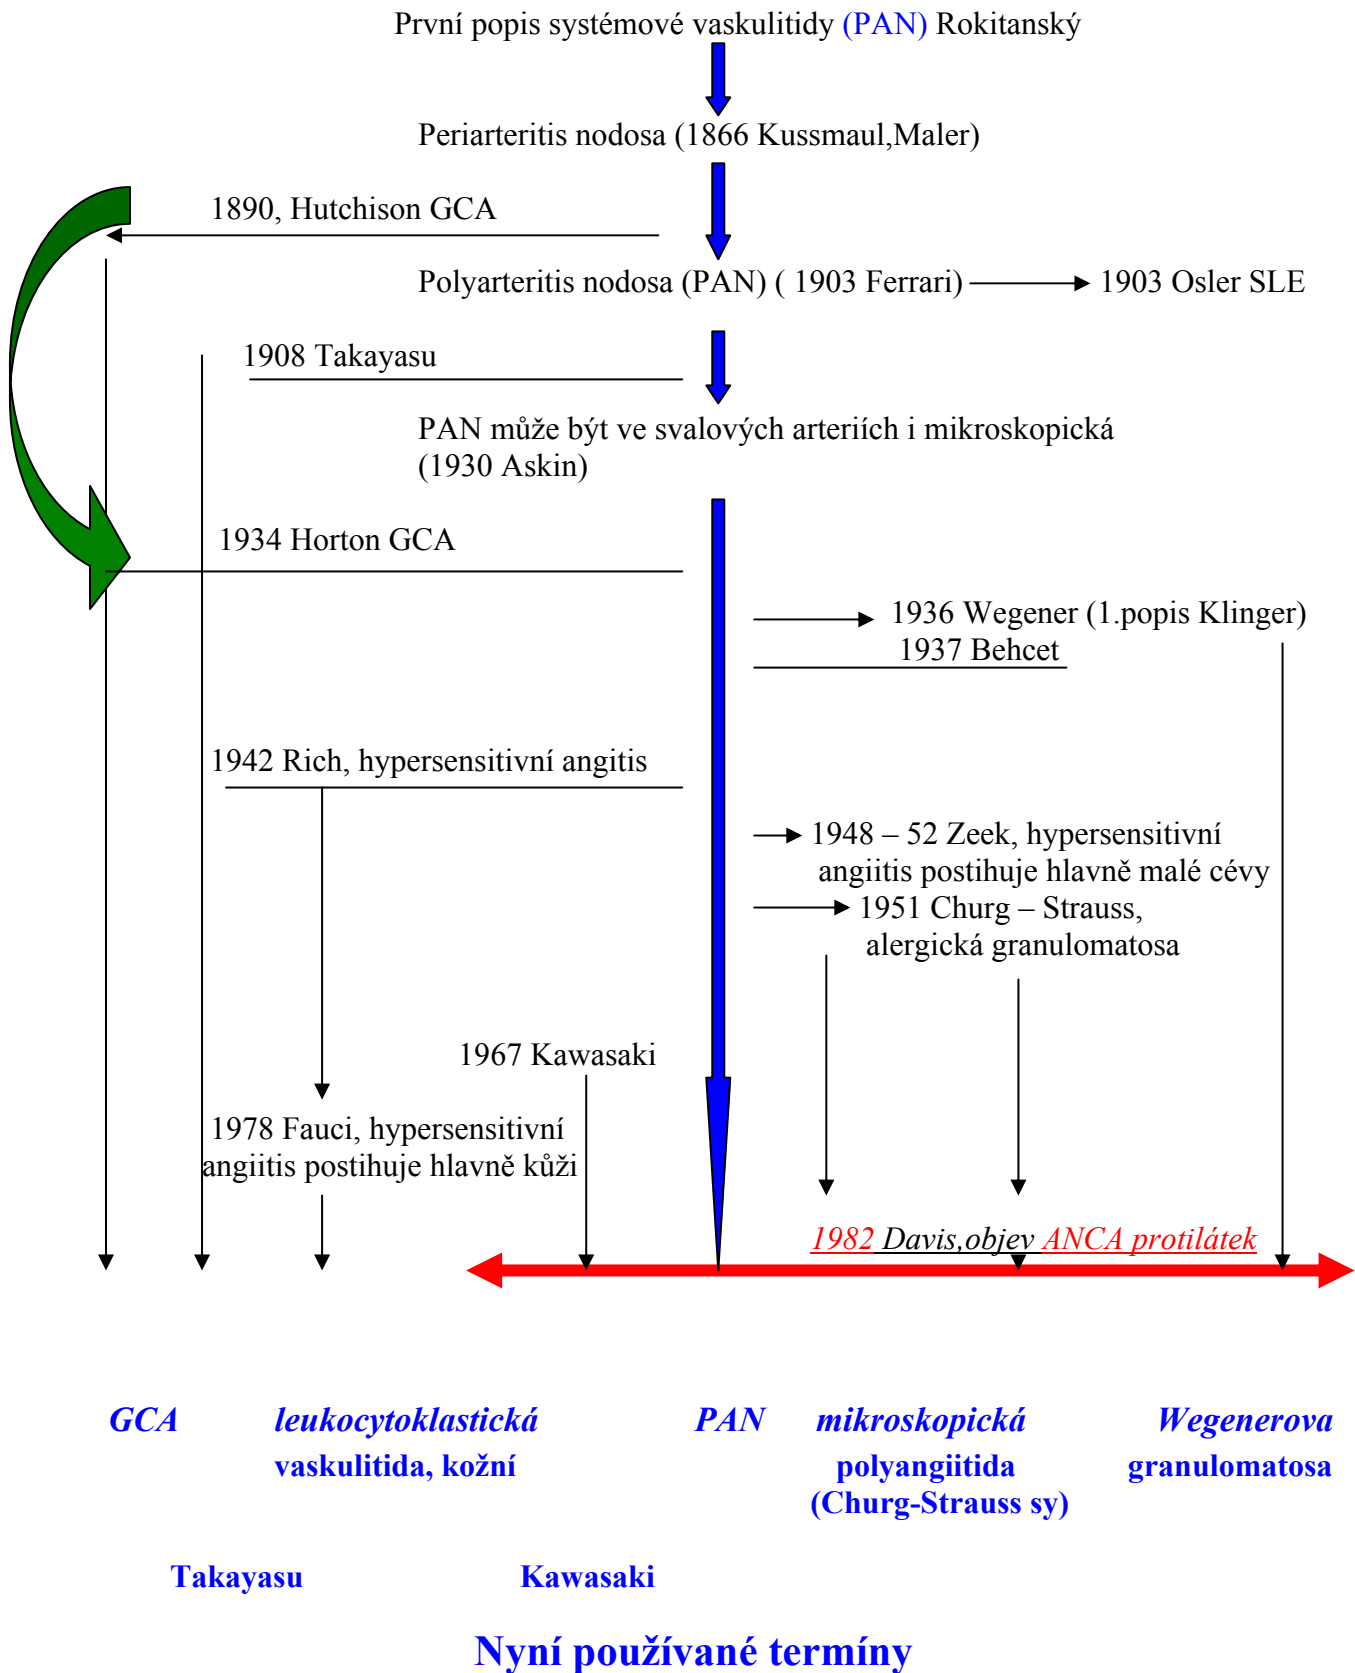 První popis systémové vaskulitidy (PAN) Rokitanský
Periarteritis nodosa (1866 Kussmaul,Maler)
1890, Hutchison GCA
Polyarteritis nodosa (PAN) ( 1903 Ferrari)
1903 Osler SLE
1908 Takayasu
PAN může být ve svalových arteriích i mikroskopická
(1930 Askin)
1934 Horton GCA
1936 Wegener (1.popis Klinger)
1937 Behcet
1942 Rich, hypersensitivní angitis
1948 – 52 Zeek, hypersensitivní
angiitis postihuje hlavně malé cévy
1951 Churg – Strauss,
alergická granulomatosa
1967 Kawasaki
1978 Fauci, hypersensitivní
angiitis postihuje hlavně kůži
1982 Davis,objev ANCA protilátek
GCA leukocytoklastická PAN mikroskopická Wegenerova
vaskulitida, kožní polyangiitida granulomatosa
(Churg-Strauss sy)
Takayasu Kawasaki
Nyní používané termíny